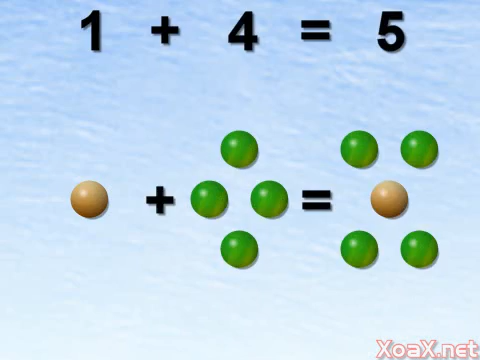 1 + 4 = 5
+ =
XoaX.net